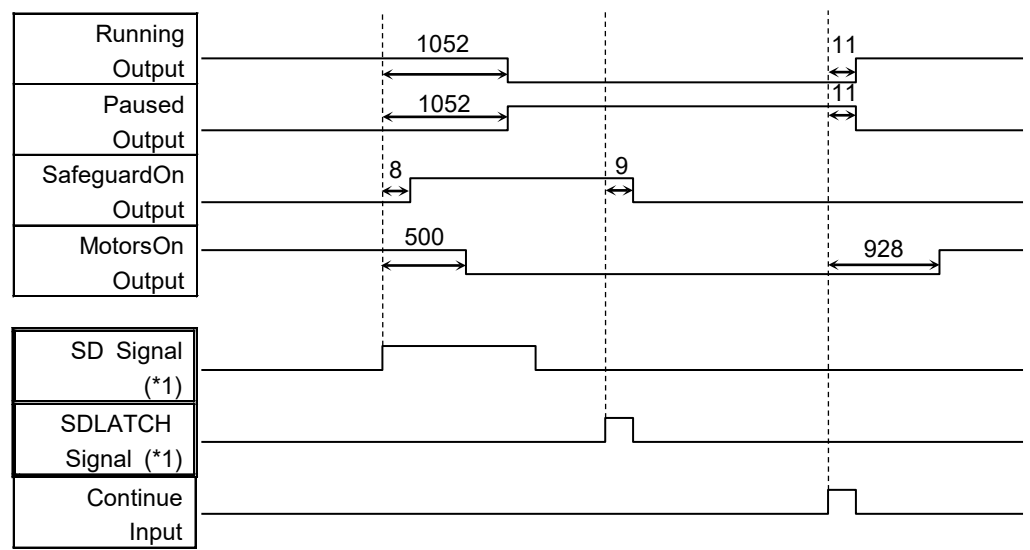 Running
Output
1052
11
Paused
Output
1052
11
SafeguardOn
Output
8
9
MotorsOn
Output
500
928
SD Signal
(*1)
SDLATCH
Signal (*1)
Continue
Input